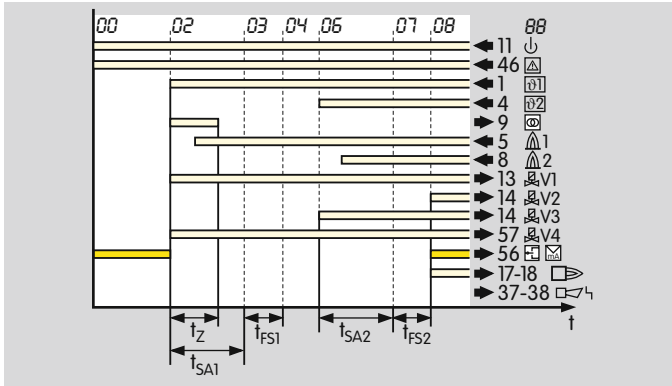 00 02 03 04 06 07 08 88
11
46
1 ϑ1
4 ϑ2
9
5 1
8 2
13 V1
14 V2
14 V3
57 V4
56 mA
17-18
37-38
t
tZ tFS1 tSA2 tFS2
tSA1